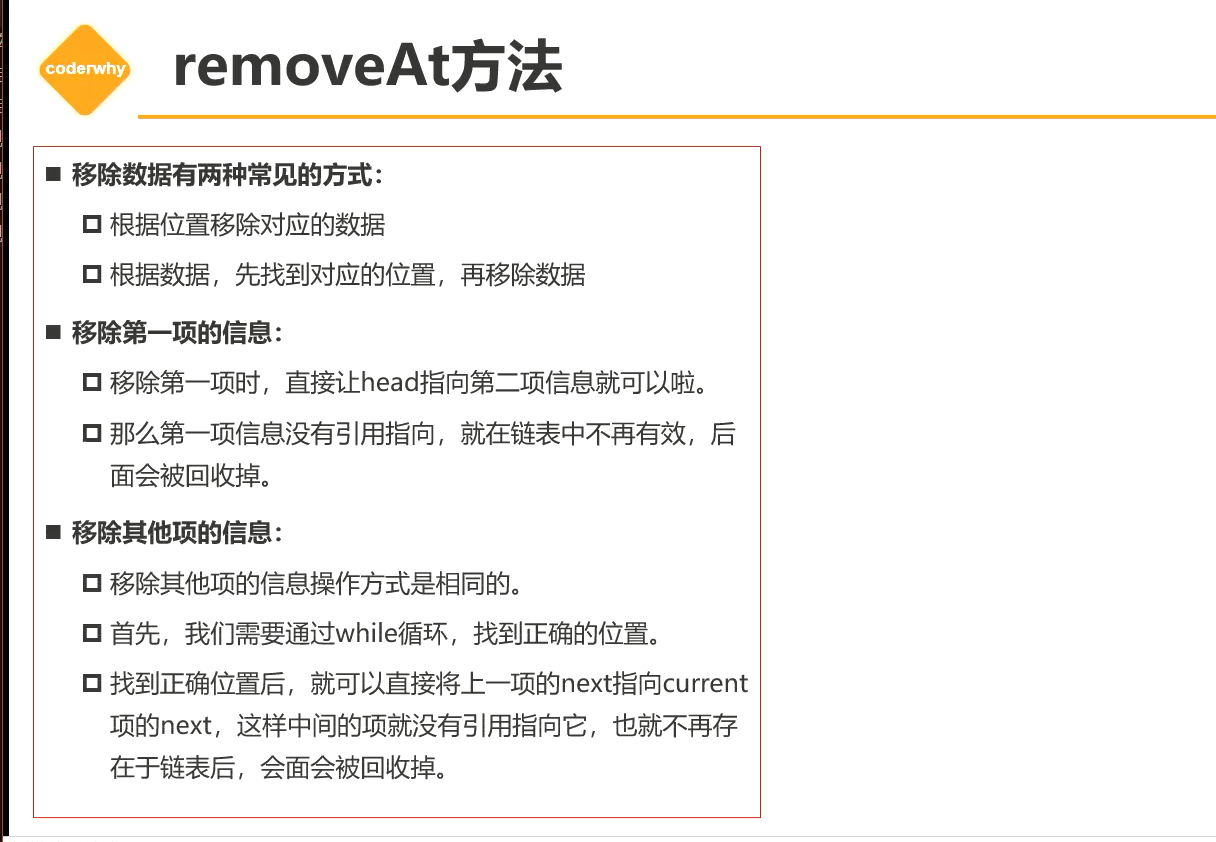 coderwhy
removeAt方法
移除数据有两种常见的方式：
根据位置移除对应的数据
根据数据，先找到对应的位置，再移除数据
移除第一项的信息：
移除第一项时，直接让head指向第二项信息就可以啦。
那么第一项信息没有引用指向，就在链表中不再有效，后
面会被回收掉。
移除其他项的信息：
移除其他项的信息操作方式是相同的。
首先，我们需要通过while循环，找到正确的位置。
找到正确位置后，就可以直接将上一项的next指向current
项的next，这样中间的项就没有引用指向它，也就不再存
在于链表后，会面会被回收掉。